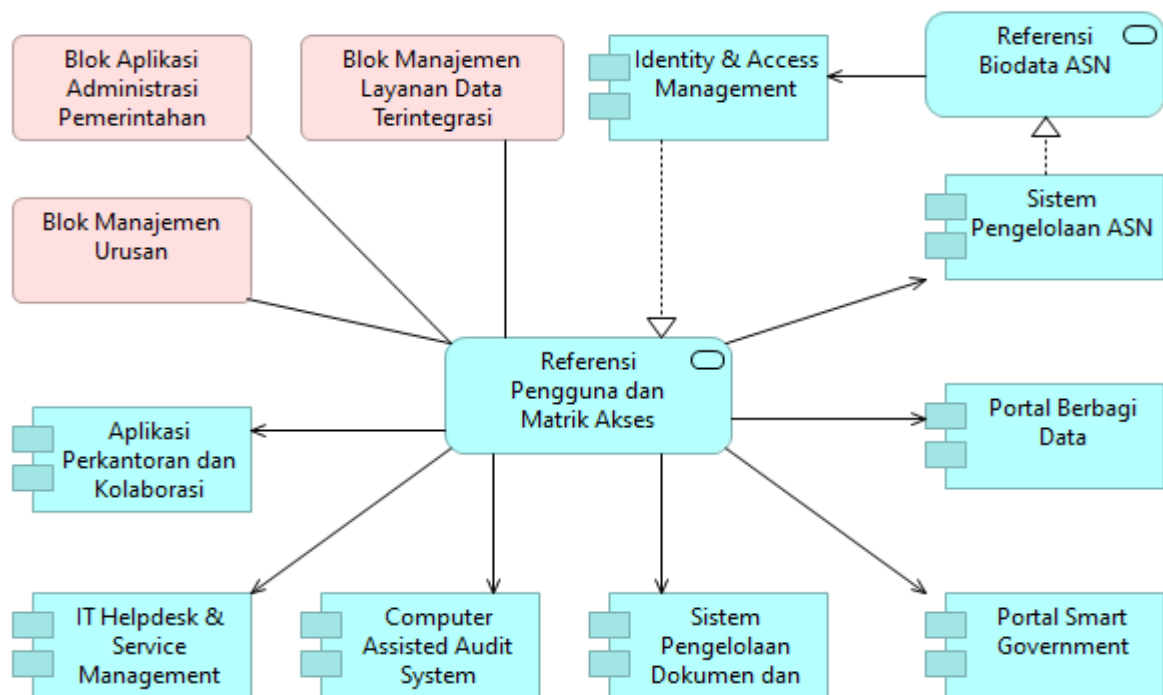 Blok Aplikasi
Administrasi
Pemerintahan
Blok Manajemen
Layanan Data
Terintegrasi
Identity & Access
Management
Referensi
Biodata ASN
Blok Manajemen
Urusan
Sistem
Pengelolaan ASN
Referensi
Pengguna dan
Matrik Akses
Aplikasi
Perkantoran dan
Kolaborasi
Portal Berbagi
Data
IT Helpdesk &
Service
Management
Computer
Assisted Audit
System
Sistem
Pengelolaan
Dokumen dan
Portal Smart
Government